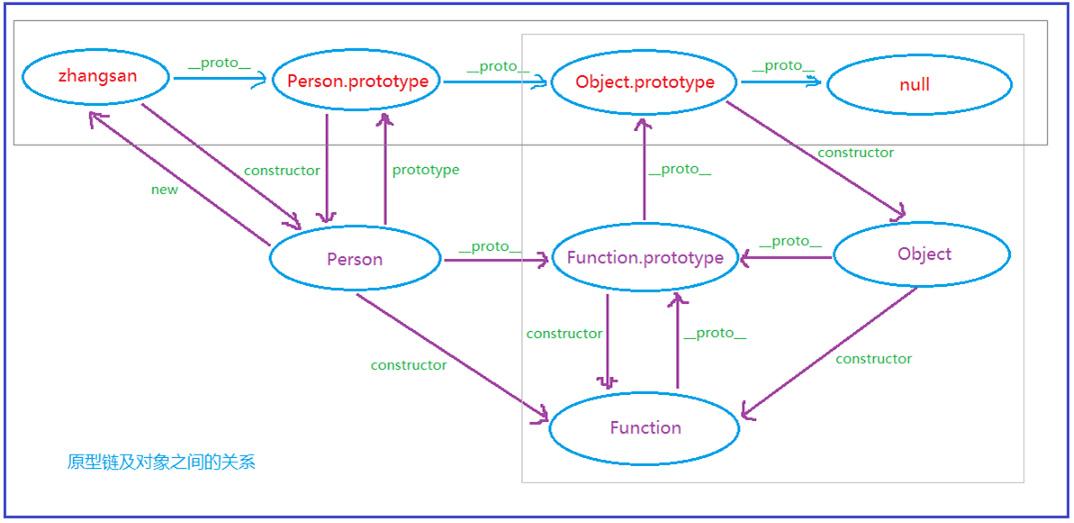 __proto__
__proto__
__proto__
zhangsan
Person.prototype
Object.prototype
null
constructor
constructor
prototype
__proto__
new
__proto__
__proto__
Person
Function.prototype
Object
constructor
__proto__
constructor
constructor
Function
原型链及对象之间的关系